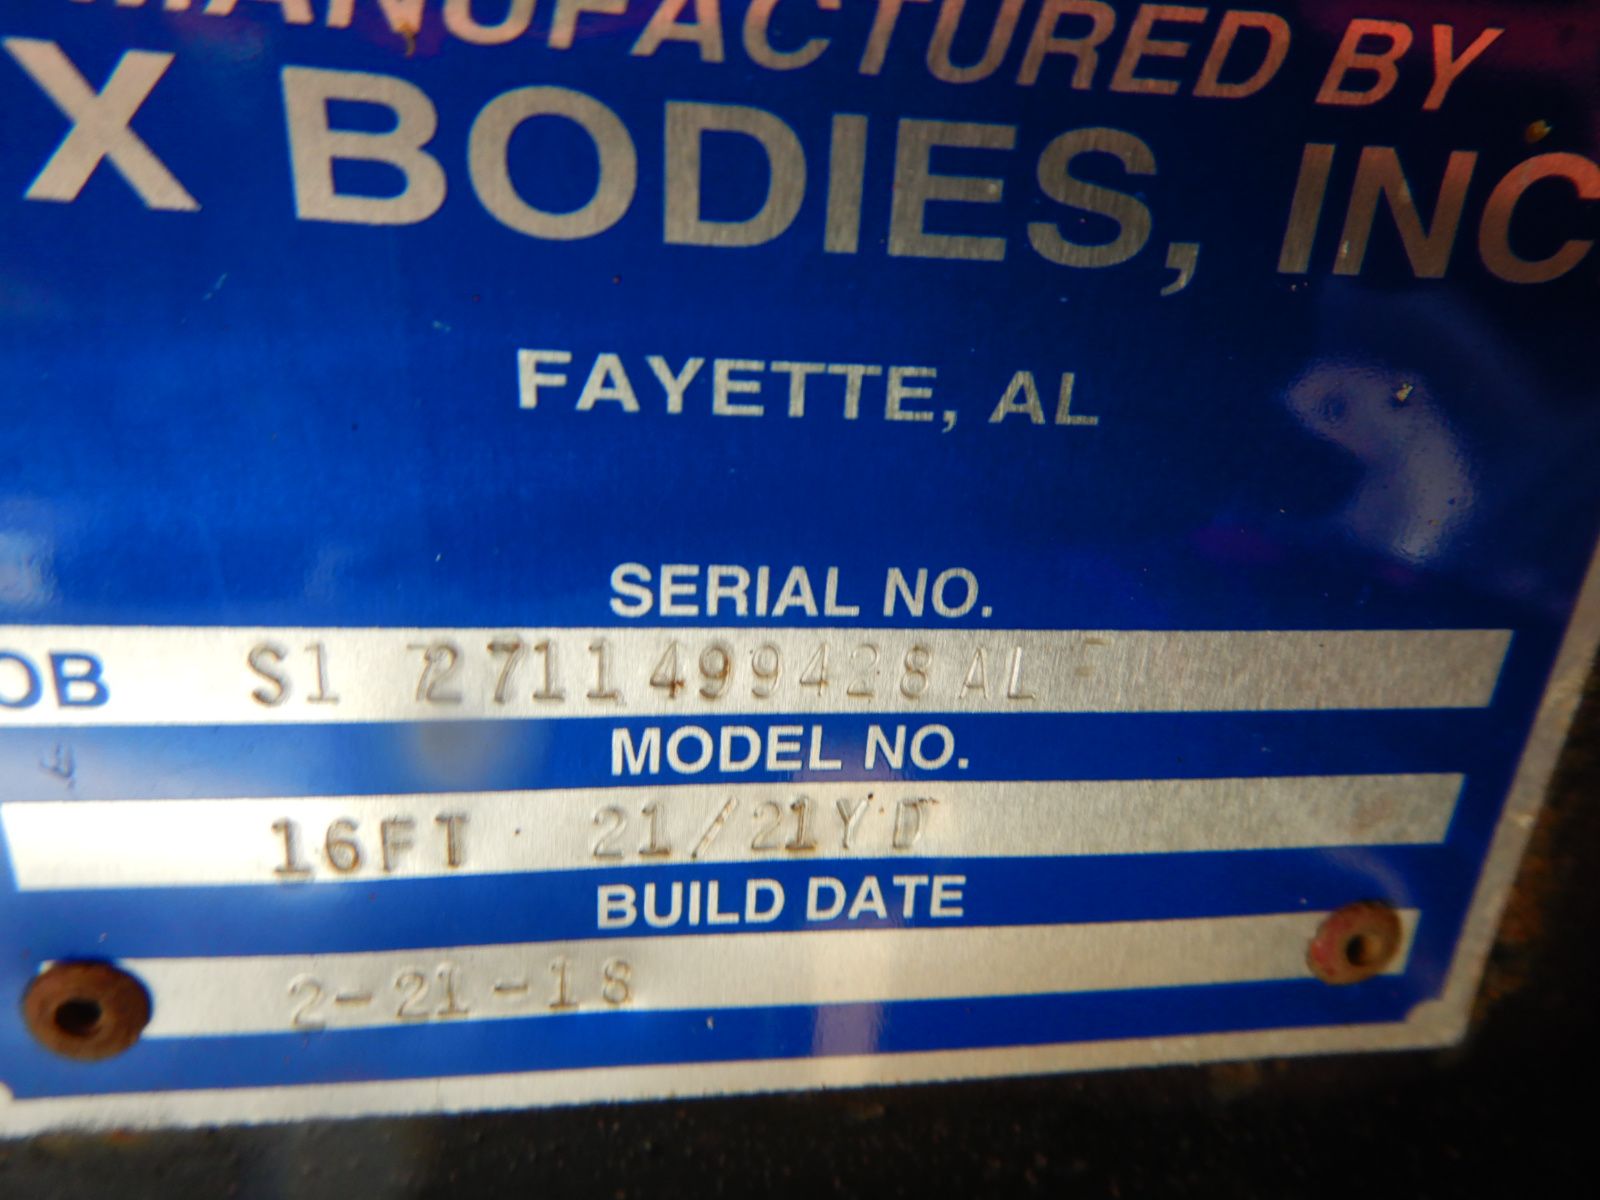 MANUFACTURED BY
X BODIES, INC
FAYETTE, AL
SERIAL NO.
OB S1 2711499428AL
MODEL NO.
16FT 21/21YD
BUILD DATE
2-21-18